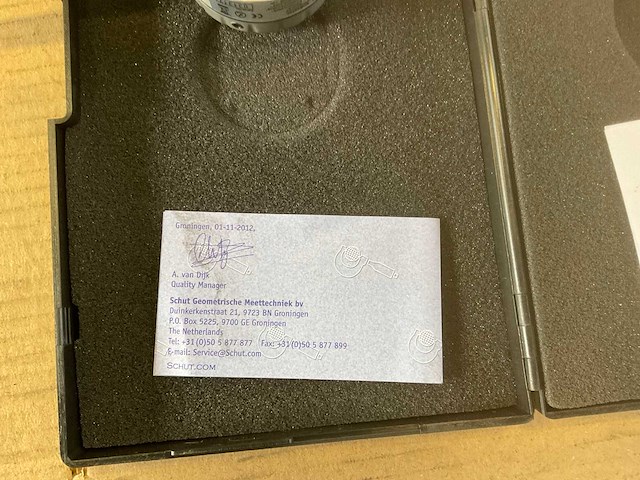 Groningen, 01-11-2012,
A. van Dijk
Quality Manager
Schut Geometrische Meettechniek bv
Duinkerkenstraat 21, 9723 BN Groningen
P.O. Box 5225, 9700 GE Groningen
The Netherlands
Tel: +31(0)50 5 877 877 Fax: +31(0)50 5 877 899
E-mail: Service@Schut.com
SCHUT.COM